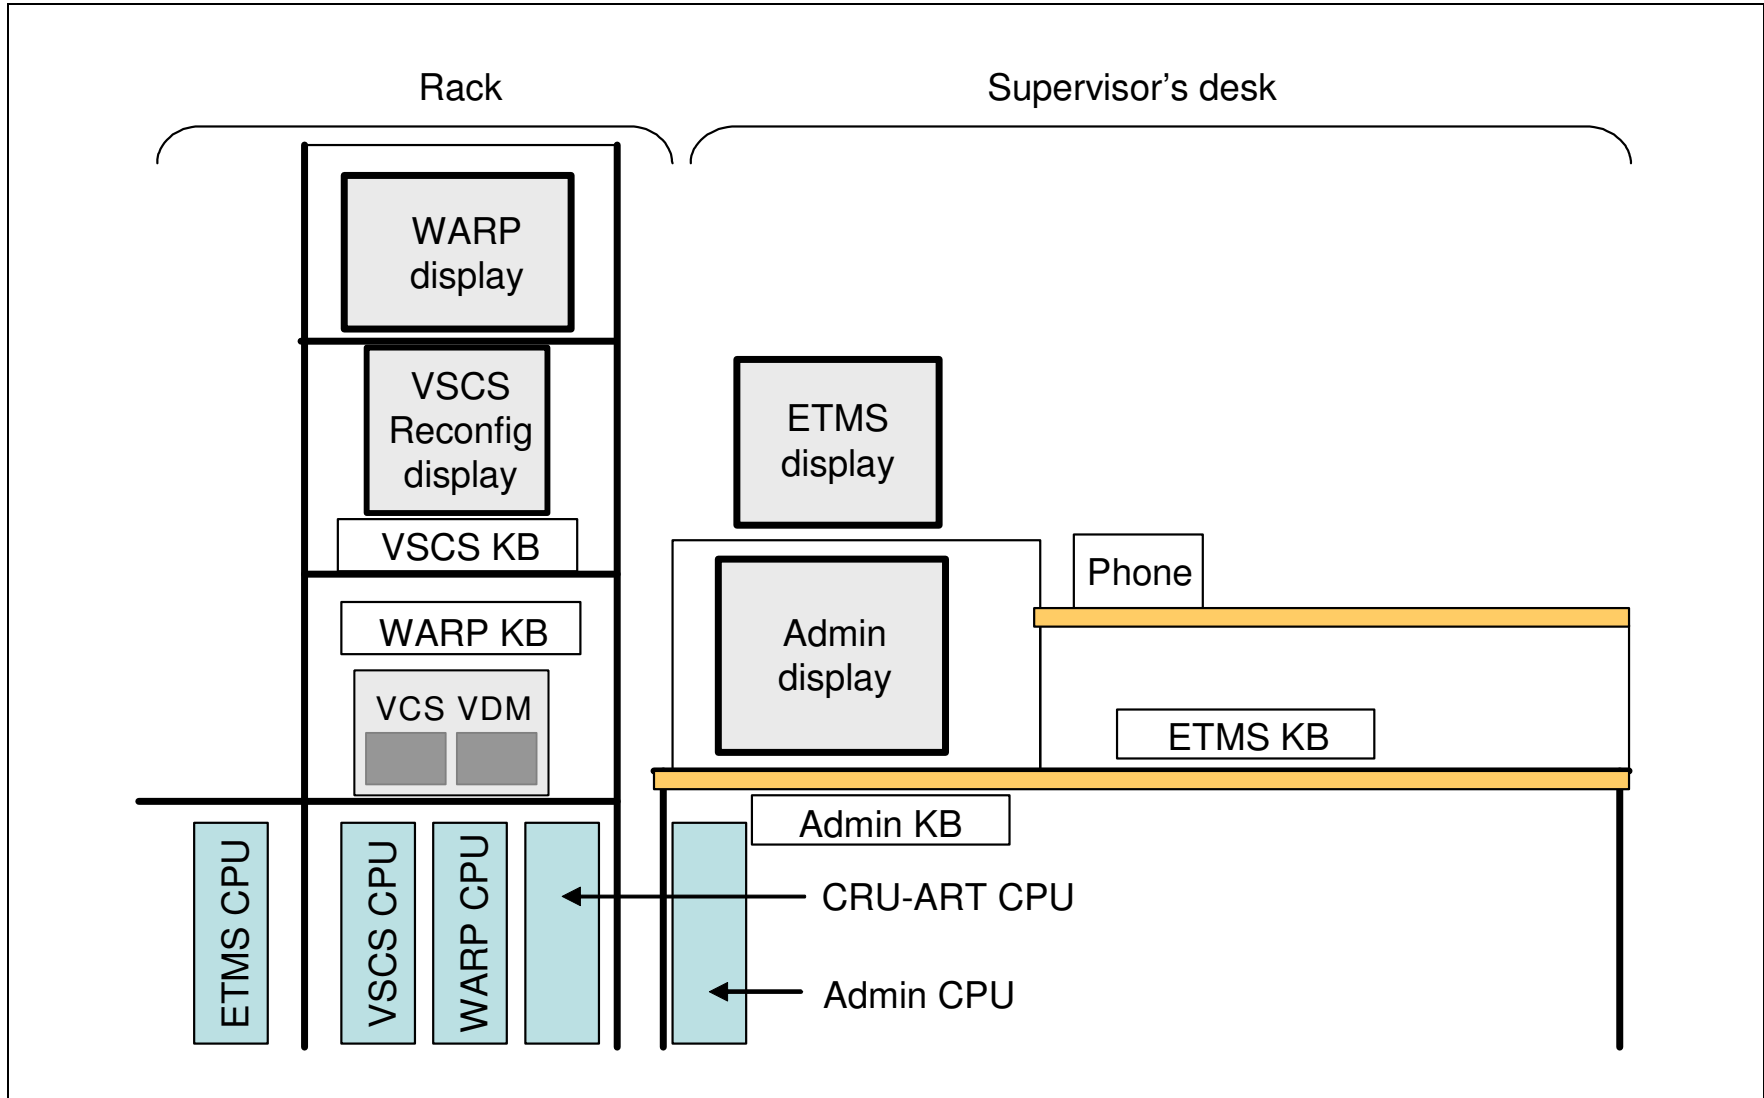 Rack
Supervisor’s desk
WARP
display
VSCS
Reconfig
display
VSCS KB
WARP KB
VCS VDM
ETMS CPU
VSCS CPU
WARP CPU
ETMS
display
Admin
display
Phone
ETMS KB
Admin KB
CRU-ART CPU
Admin CPU